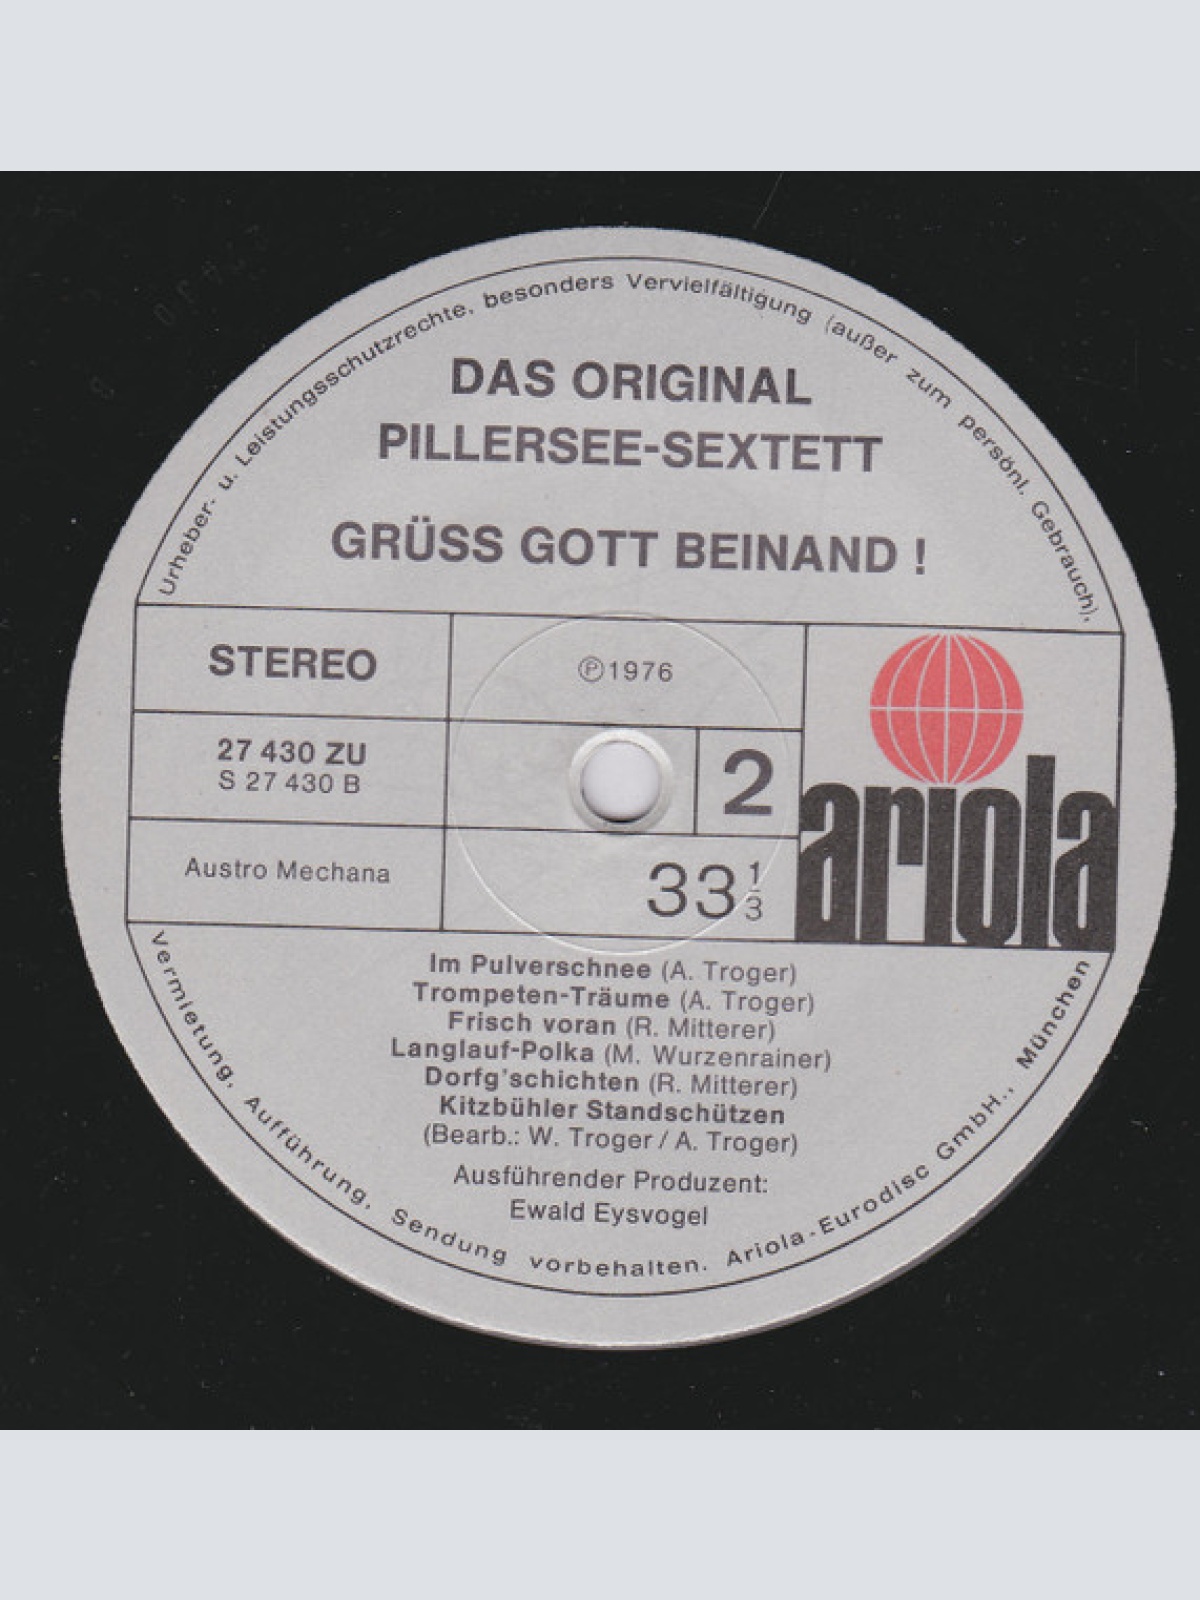 Urheber- u. Leistungsschutzrechte, besonders Vervielfältigung (außer zum persönl. Gebrauch),
DAS ORIGINAL
PILLERSEE-SEXTETT
GRÜSS GOTT BEINAND !
STEREO
℗1976
27 430 ZU
S 27 430 B
2
ariola
Austro Mechana
33 1/3
Im Pulverschnee (A. Troger)
Trompeten-Träume (A. Troger)
Frisch voran (R. Mitterer)
Langlauf-Polka (M. Wurzenrainer)
Dorfg'schichten (R. Mitterer)
Kitzbühler Standschützen
(Bearb.: W. Troger / A. Troger)
Ausführender Produzent:
Ewald Eysvogel
Vermietung, Aufführung, Sendung vorbehalten. Ariola-Eurodisc GmbH., München